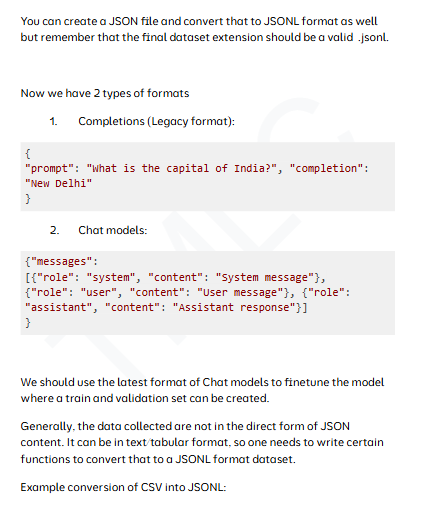 You can create a JSON file and convert that to JSONL format as well
but remember that the final dataset extension should be a valid .jsonl.
Now we have 2 types of formats
1. Completions (Legacy format):
{
"prompt": "What is the capital of India?", "completion":
"New Delhi"
}
2. Chat models:
{"messages":
[{"role": "system", "content": "System message"},
{"role": "user", "content": "User message"}, {"role":
"assistant", "content": "Assistant response"}]
}
We should use the latest format of Chat models to finetune the model
where a train and validation set can be created.
Generally, the data collected are not in the direct form of JSON
content. It can be in text/tabular format, so one needs to write certain
functions to convert that to a JSONL format dataset.
Example conversion of CSV into JSONL: